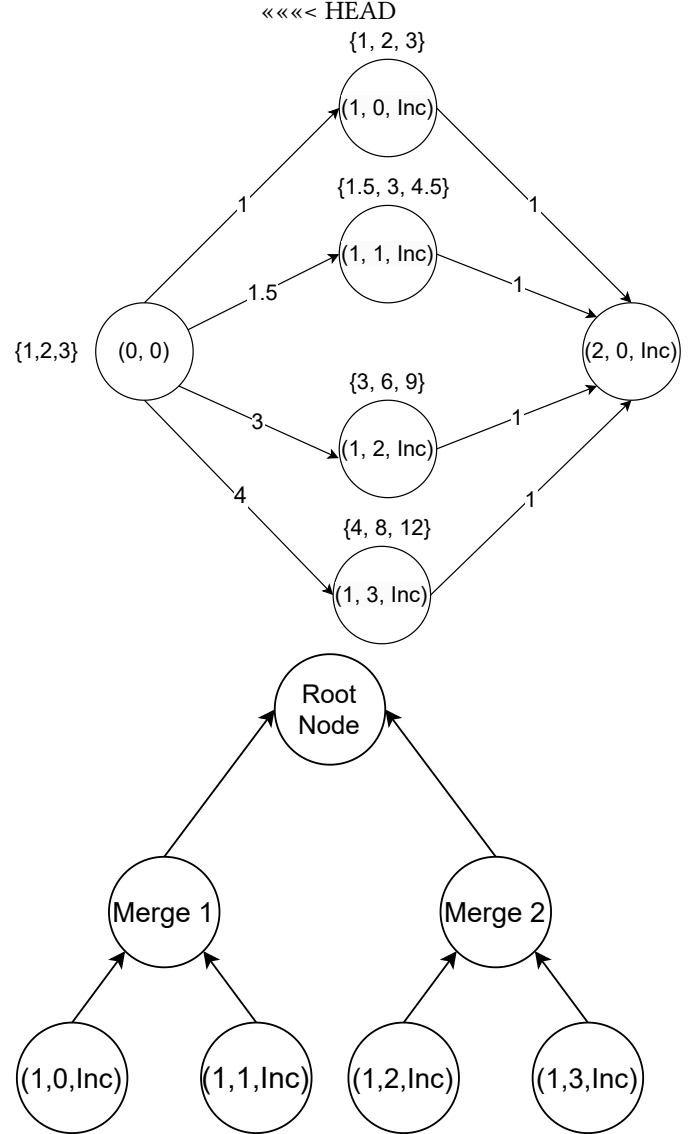 ««««< HEAD
{1, 2, 3}
(1, 0, Inc)
1
1
{1.5, 3, 4.5}
(1, 1, Inc)
1.5
1
{1,2,3}
(0, 0)
(2, 0, Inc)
{3, 6, 9}
3
1
(1, 2, Inc)
4
1
{4, 8, 12}
(1, 3, Inc)
Root
Node
Merge 1
Merge 2
(1,0,Inc)
(1,1,Inc)
(1,2,Inc)
(1,3,Inc)